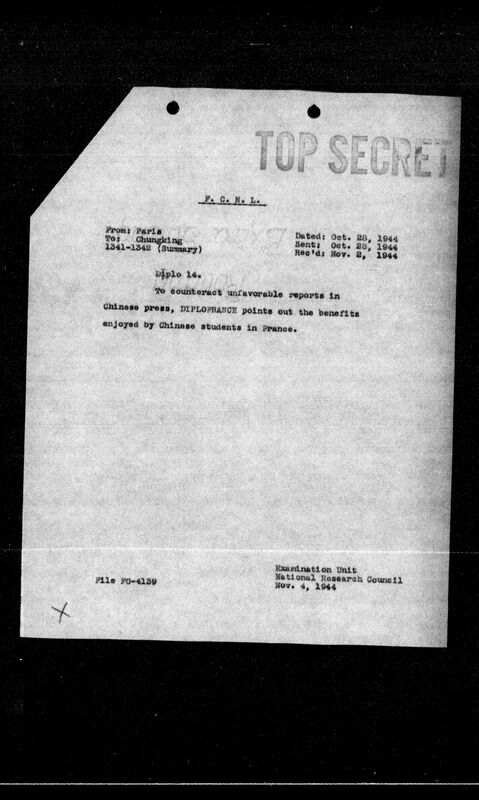 TOP SECRET
F. C. N. L.
From: Paris
To: Chungking
1341-1342 (Summary)
Dated: Oct. 28, 1944
Sent: Oct. 28, 1944
Rec'd: Nov. 2, 1944
Diplo 14.
To counteract unfavorable reports in
Chinese press, DIPLOFRANCE points out the benefits
enjoyed by Chinese students in France.
File FG-4139
Examination Unit
National Research Council
Nov. 4, 1944
X